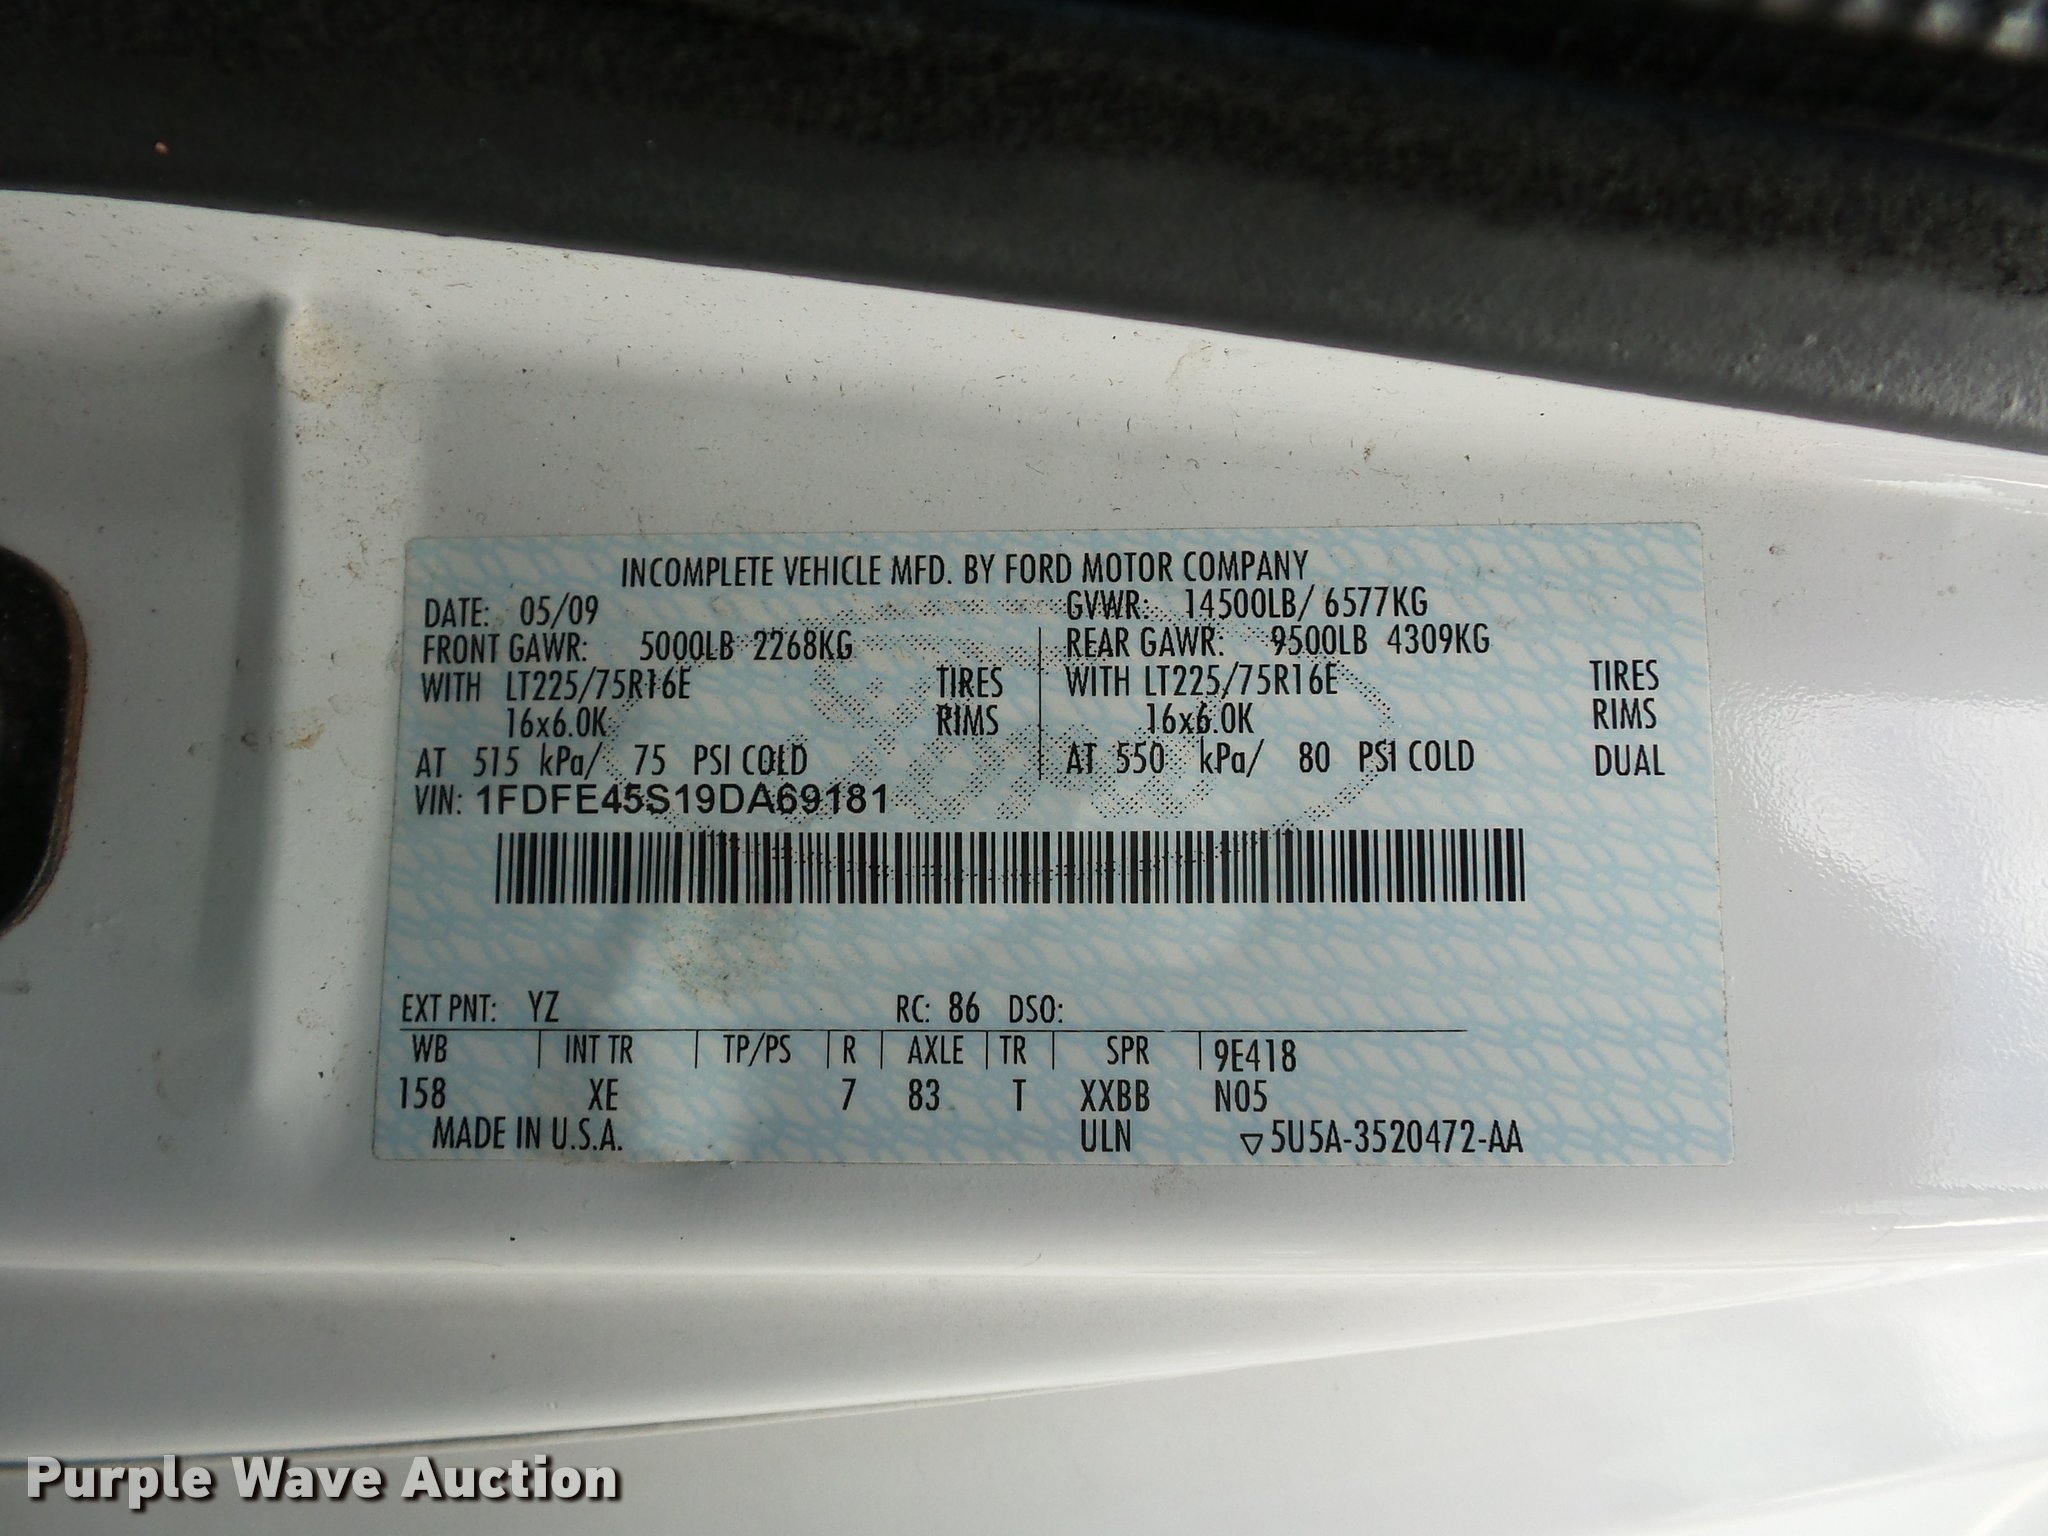 INCOMPLETE VEHICLE MFD. BY FORD MOTOR COMPANY
DATE: 05/09 GVWR: 14500LB/ 6577KG
FRONT GAWR: 5000LB 2268KG REAR GAWR: 9500LB 4309KG
WITH LT225/75R16E TIRES WITH LT225/75R16E TIRES
16x6.0K RIMS 16x6.0K RIMS
AT 515 kPa/ 75 PSI COLD AT 550 kPa/ 80 PSI COLD DUAL
VIN: 1FDFE45S19DA69181
EXT PNT: YZ RC: 86 DSO:
WB INT TR TP/PS R AXLE TR SPR 9E418
158 XE 7 83 T XXBB N05
MADE IN U.S.A. ULN ▽5U5A-3520472-AA
Purple Wave Auction